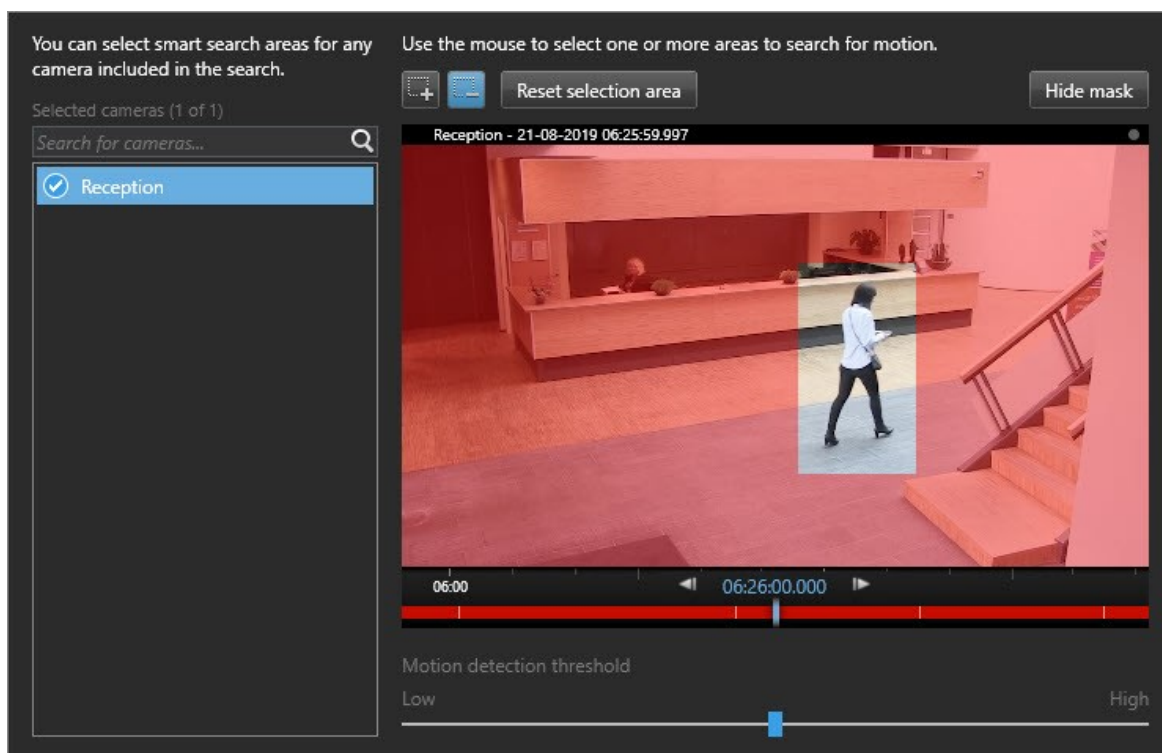 You can select smart search areas for any
camera included in the search.
Selected cameras (1 of 1)
Search for cameras...
Reception
Use the mouse to select one or more areas to search for motion.
Reset selection area
Hide mask
Reception - 21-08-2019 06:25:59.997
06:00
06:26:00.000
Motion detection threshold
Low
High